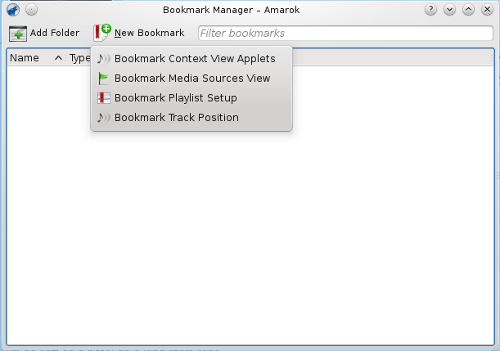 Bookmark Manager – Amarok
Add Folder New Bookmark Filter bookmarks
Name Type
Bookmark Context View Applets
Bookmark Media Sources View
Bookmark Playlist Setup
Bookmark Track Position